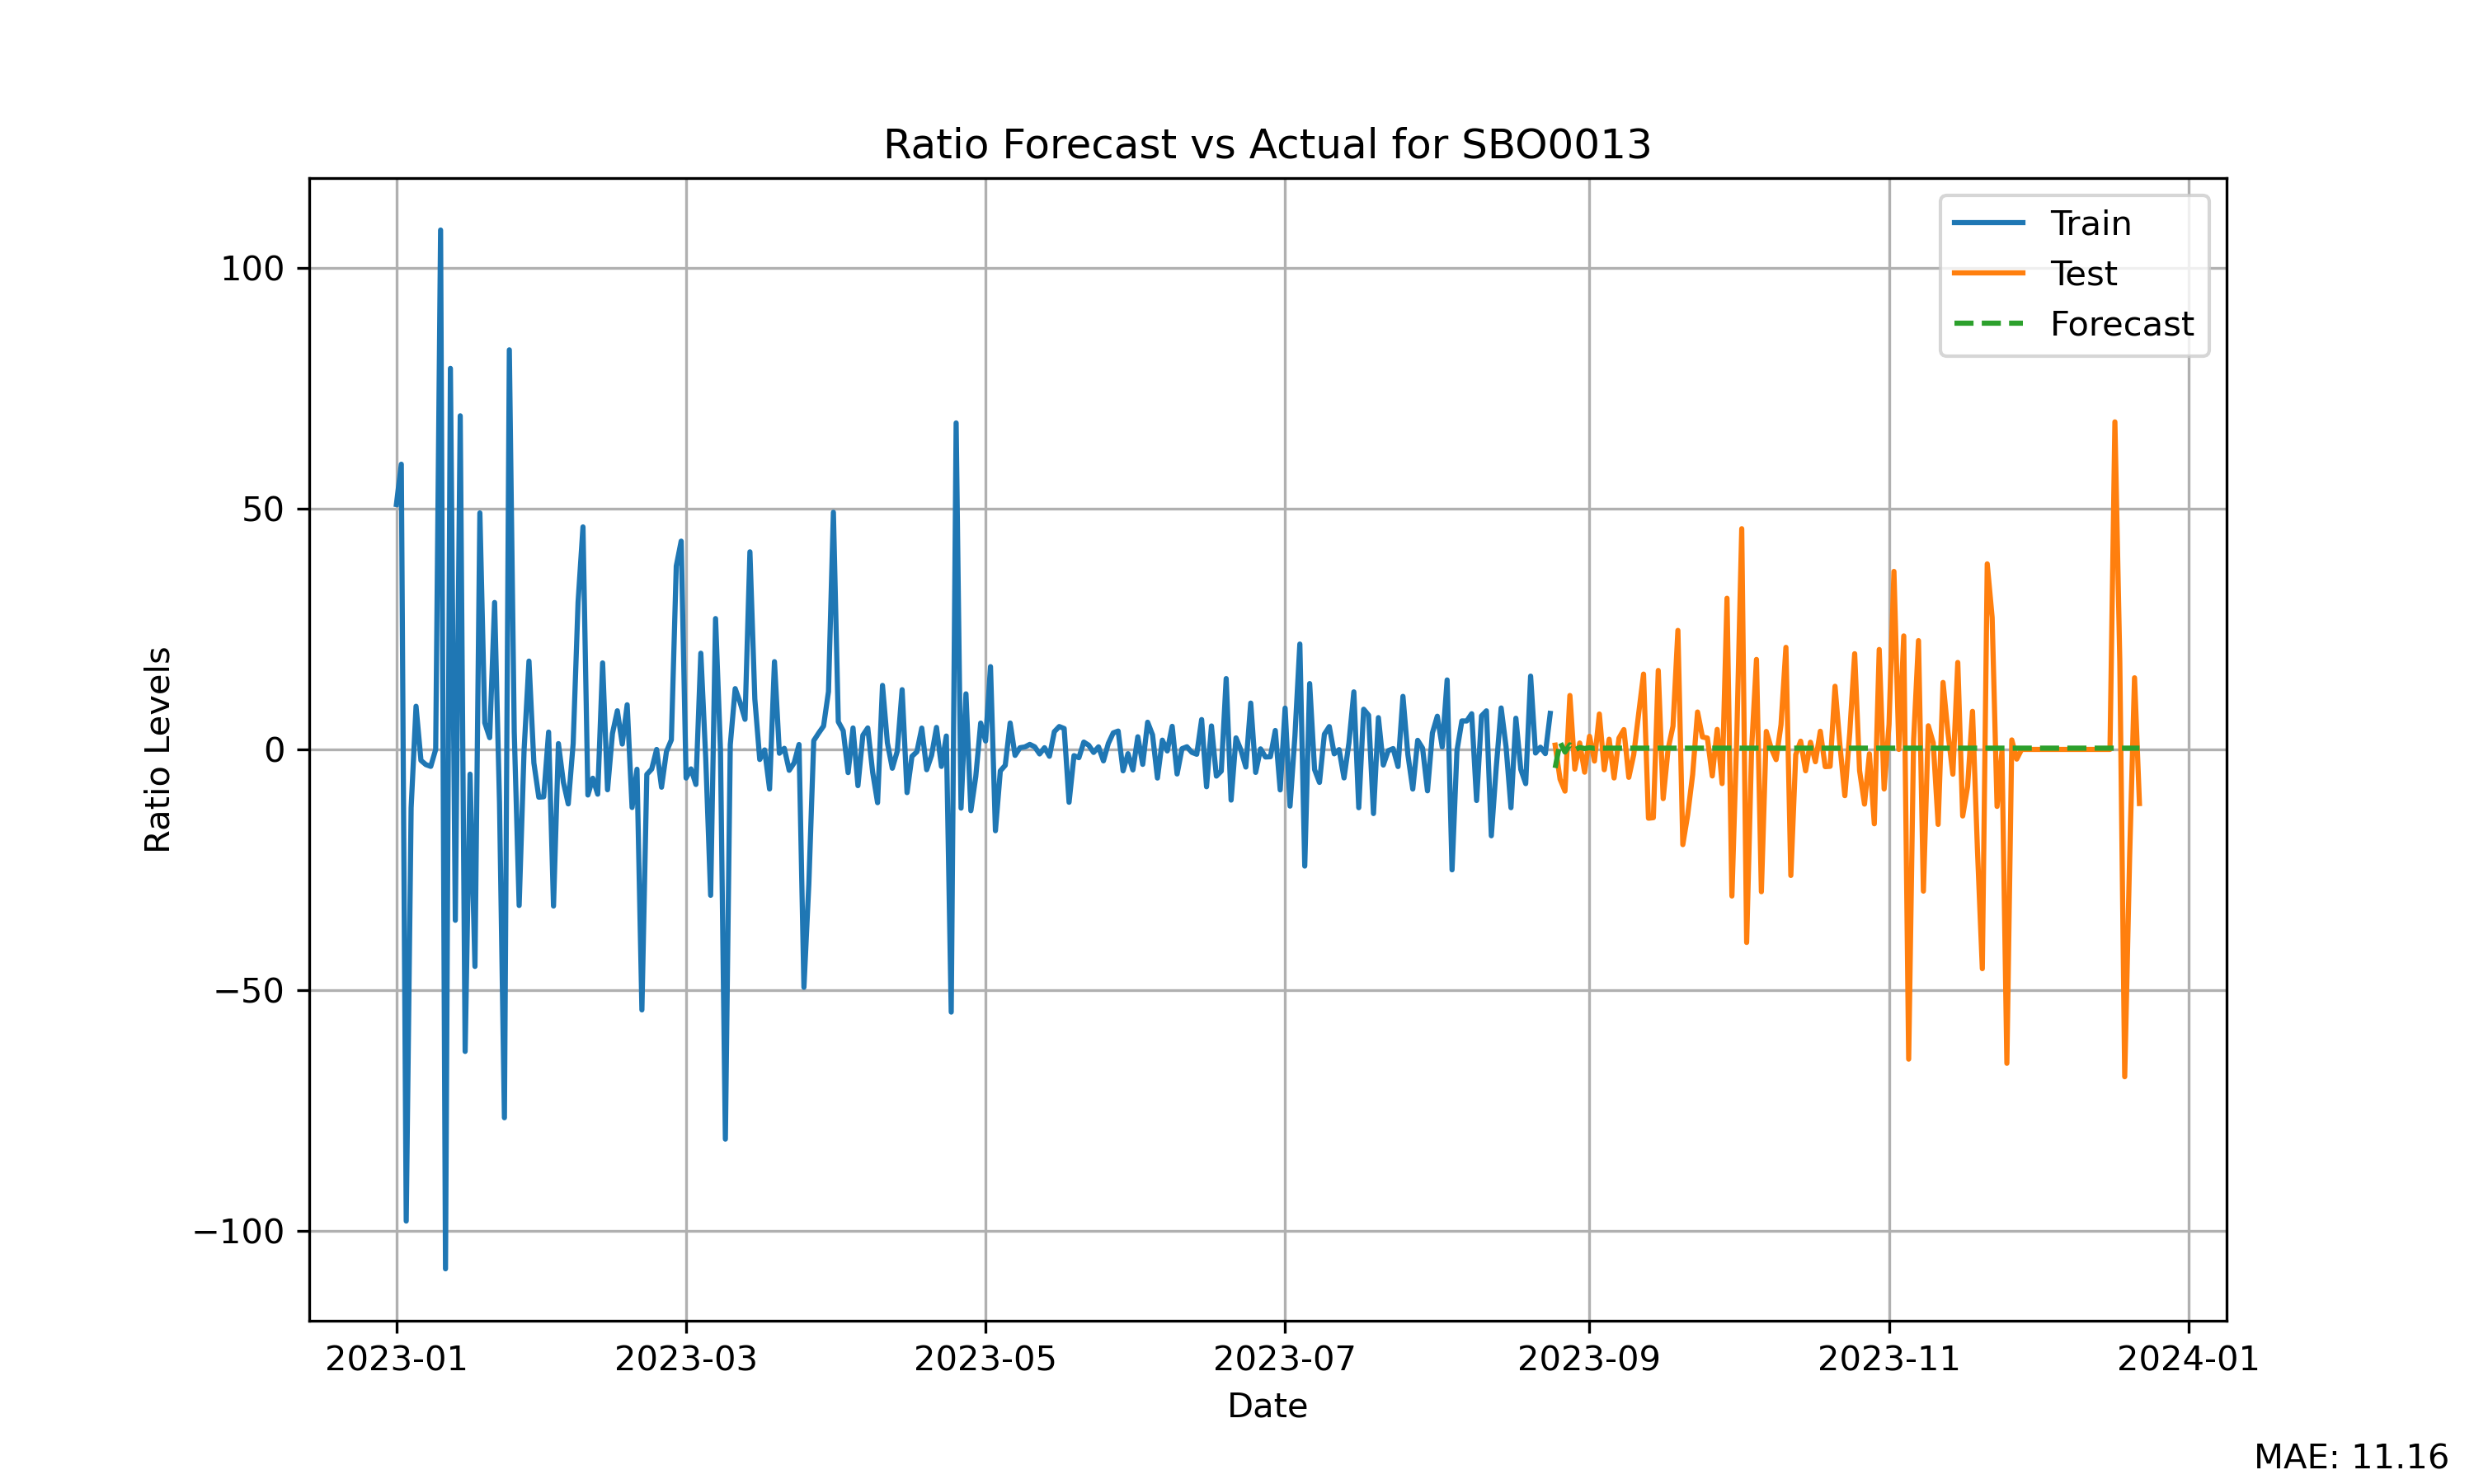 Ratio Forecast vs Actual for SBO0013
Train
Test
Forecast
100
50
0
−50
−100
Ratio Levels
2023-01 2023-03 2023-05 2023-07 2023-09 2023-11 2024-01
Date
MAE: 11.16